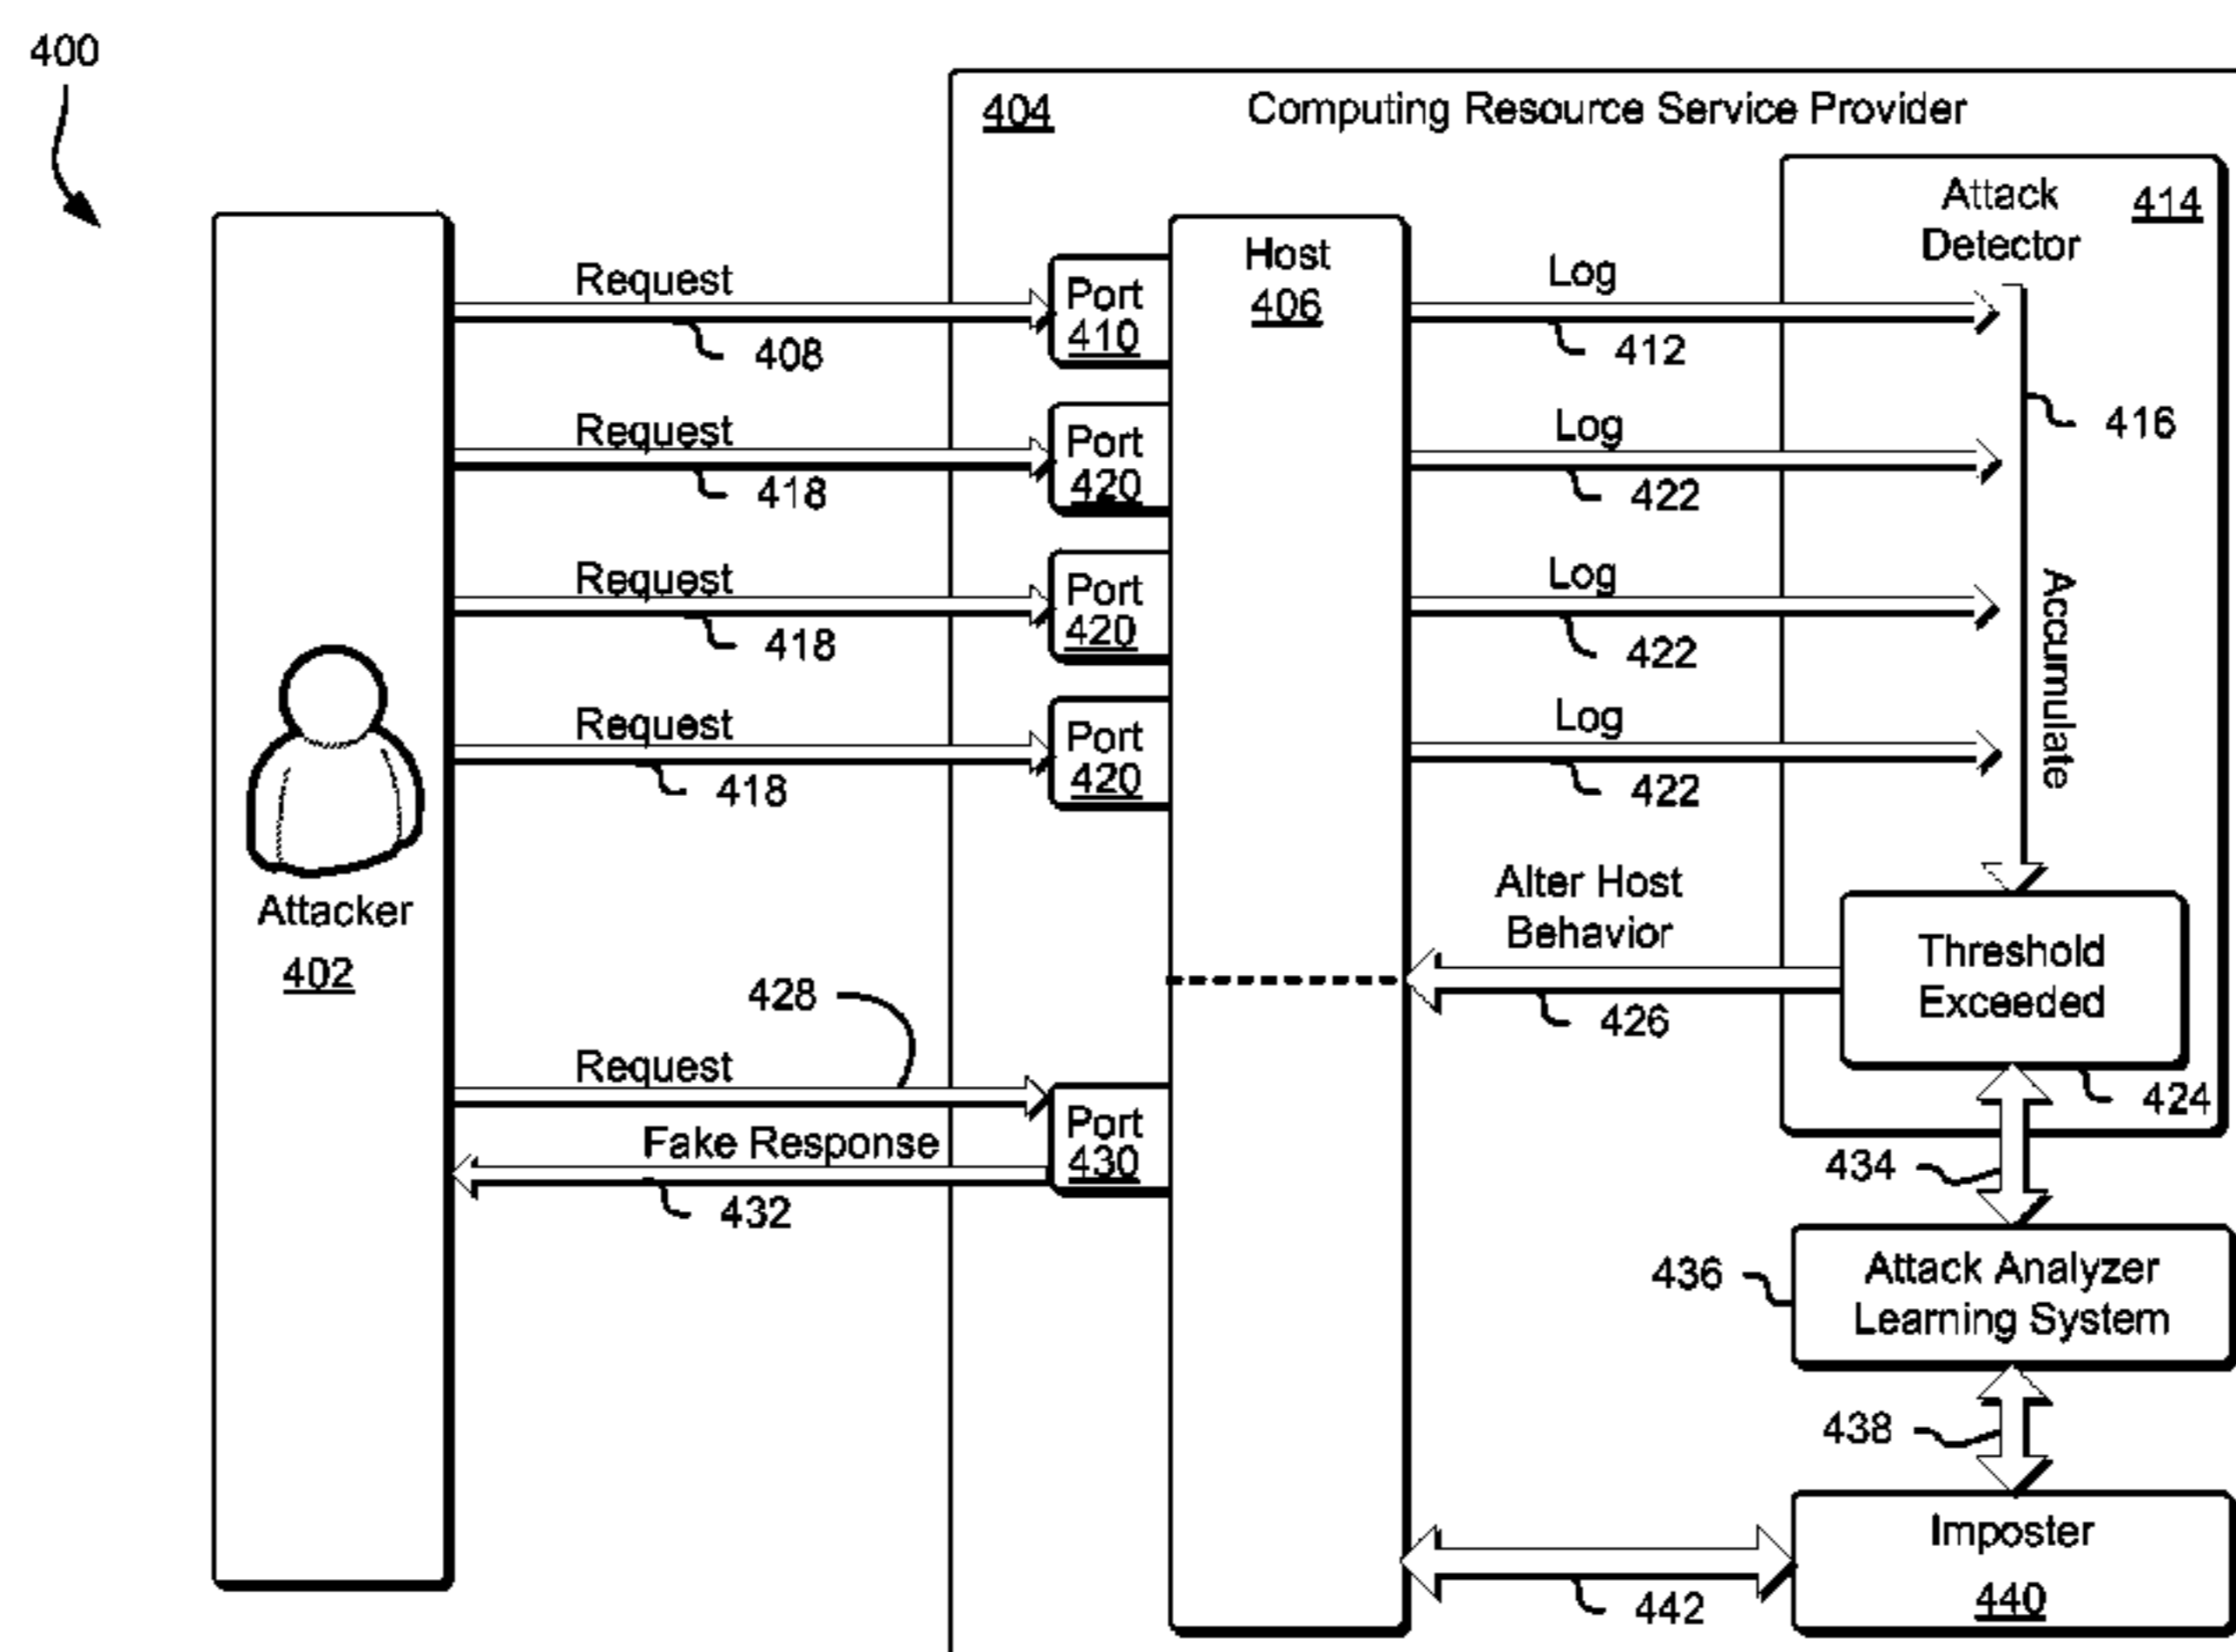 400
404 Computing Resource Service Provider
Attack
Detector
414
Host
406
Request
408
Port
410
Log
412
416
Request
418
Port
420
Log
422
Request
418
Port
420
Log
422
Accumulate
Request
418
Port
420
Log
422
Attacker
402
Alter Host
Behavior
426
Threshold
Exceeded
424
428
Request
Port
430
Fake Response
432
434
436
Attack Analyzer
Learning System
438
Imposter
440
442